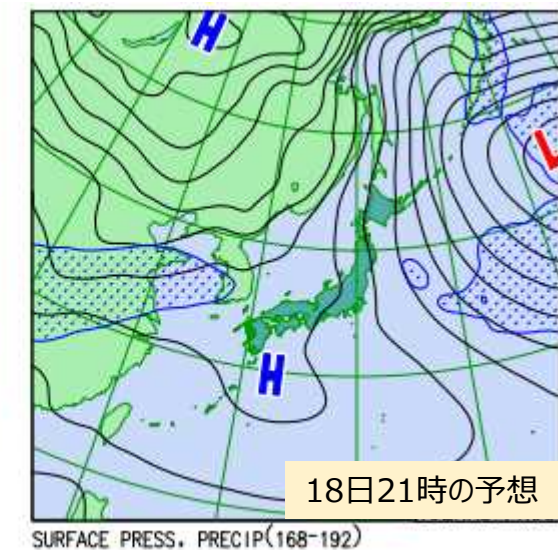 H
L
H
18日21時の予想
SURFACE PRESS. PRECIP(168-192)